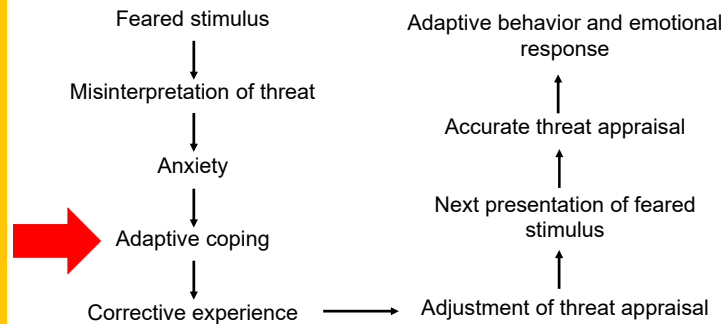 Feared stimulus
Misinterpretation of threat
Anxiety
Adaptive coping
Corrective experience
Adjustment of threat appraisal
Next presentation of feared
stimulus
Accurate threat appraisal
Adaptive behavior and emotional
response